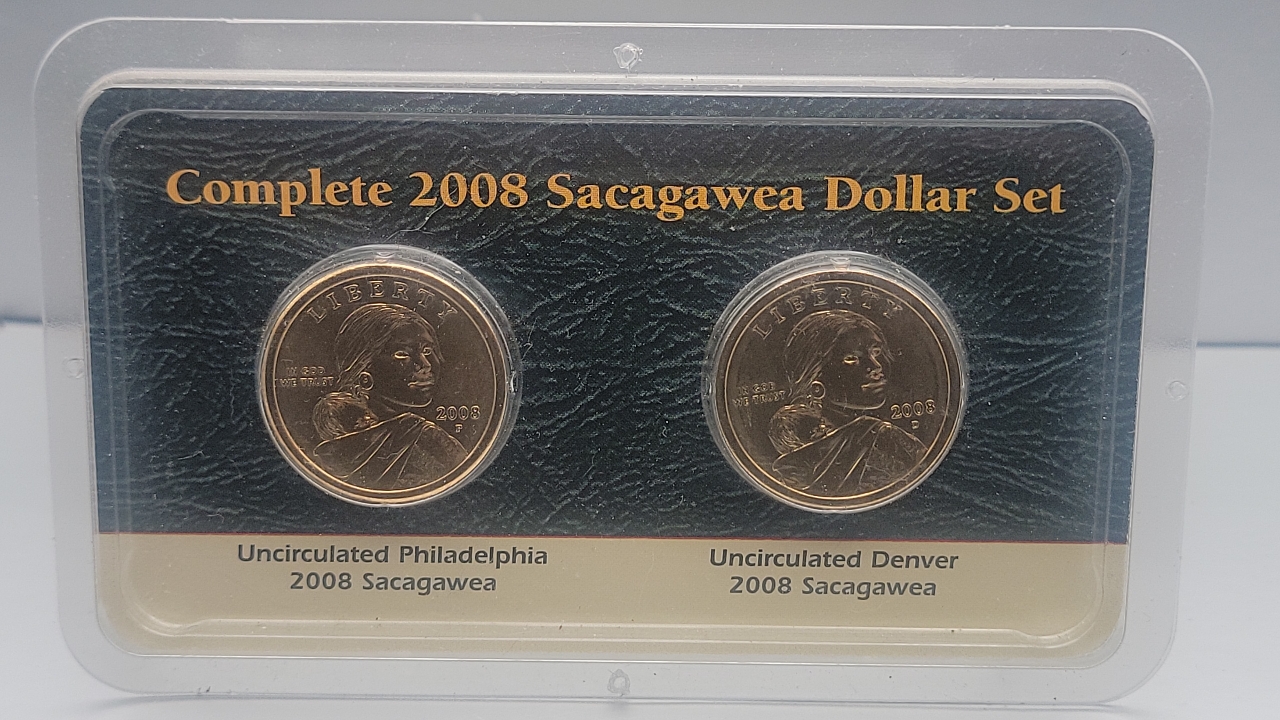 Complete 2008 Sacagawea Dollar Set
LIBERTY
IN GOD
WE TRUST
2008
P
LIBERTY
IN GOD
WE TRUST
2008
D
Uncirculated Philadelphia
2008 Sacagawea
Uncirculated Denver
2008 Sacagawea